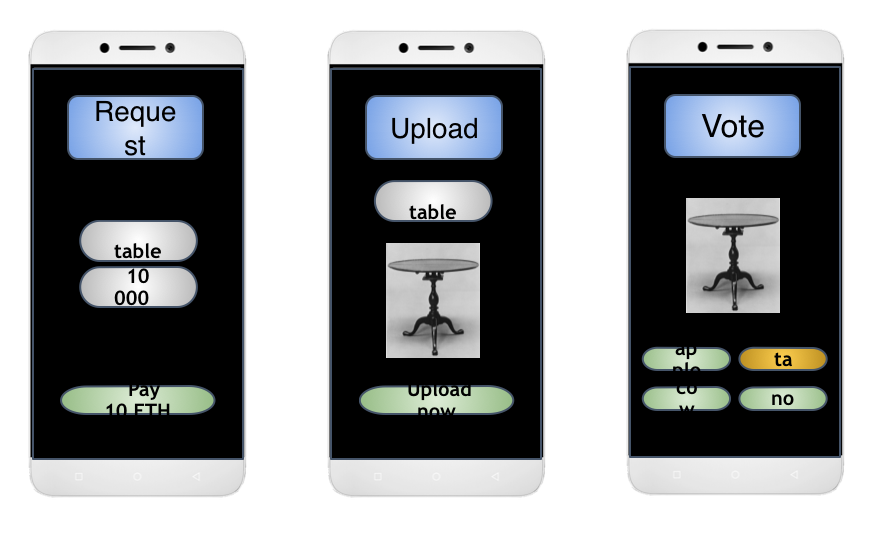 Reque
st
table
10
000
Pay
10 ETH
Upload
table
Upload
now
Vote
ap
ple
ta
co
w
no